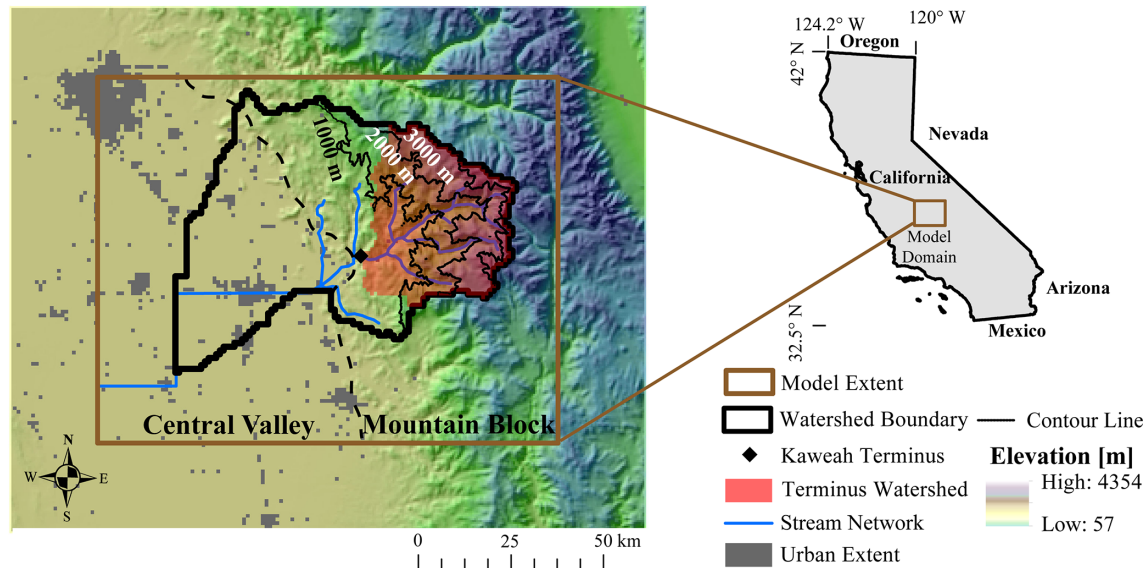 124.2° W
120° W
42° N
Oregon
Nevada
California
Model
Domain
Arizona
Mexico
32.5° N
1000 m
2000 m
3000 m
Central Valley
Mountain Block
N
W
E
S
0
25
50 km
Model Extent
Watershed Boundary
Contour Line
Kaweah Terminus
Elevation [m]
Terminus Watershed
High: 4354
Stream Network
Low: 57
Urban Extent